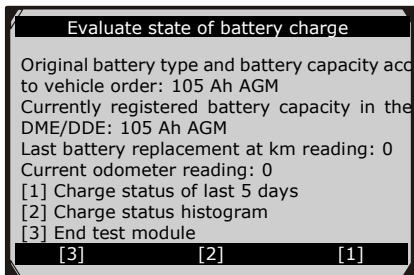 Evaluate state of battery charge
Original battery type and battery capacity acc
to vehicle order: 105 Ah AGM
Currently registered battery capacity in the
DME/DDE: 105 Ah AGM
Last battery replacement at km reading: 0
Current odometer reading: 0
[1] Charge status of last 5 days
[2] Charge status histogram
[3] End test module
[3] [2] [1]